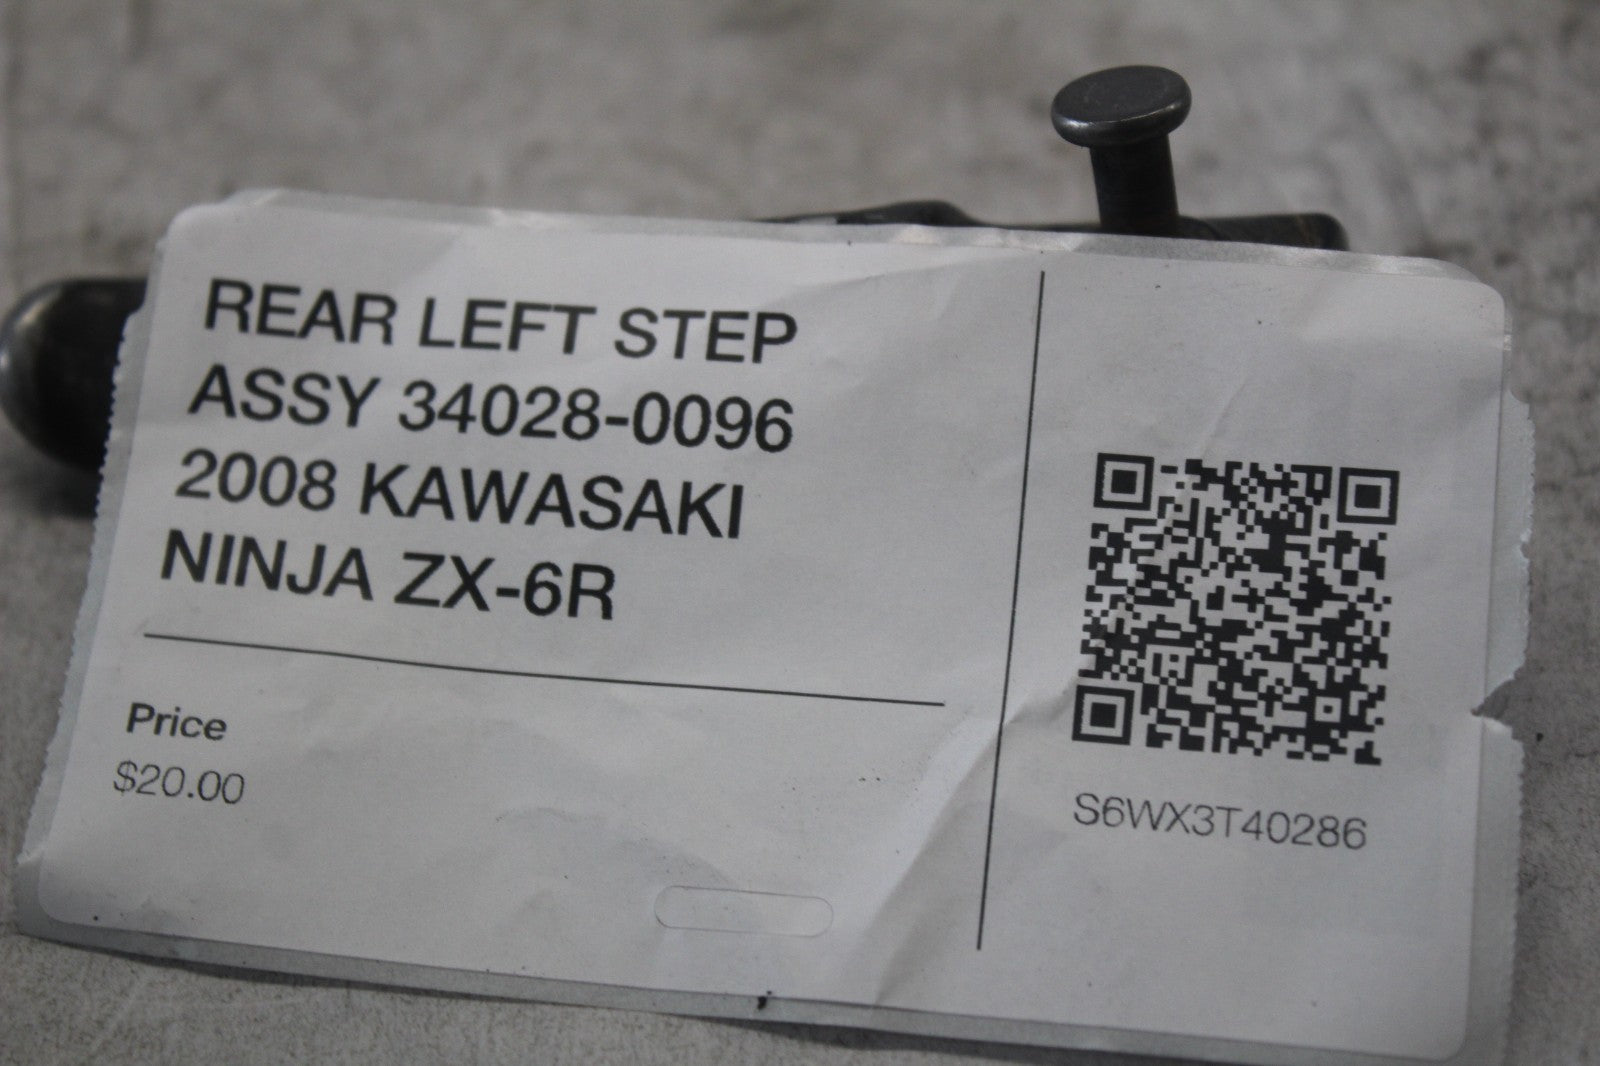 REAR LEFT STEP
ASSY 34028-0096
2008 KAWASAKI
NINJA ZX-6R
Price
$20.00
S6WX3T40286